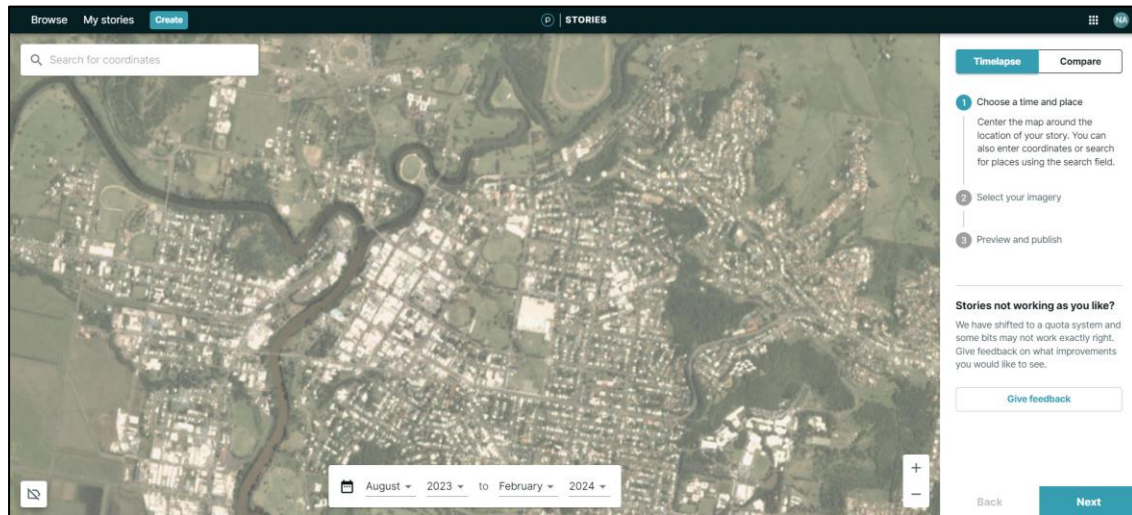 Browse My stories Create
P STORIES
NA
Search for coordinates
Timelapse Compare
1 Choose a time and place
Center the map around the
location of your story. You can
also enter coordinates or search
for places using the search field.
2 Select your imagery
3 Preview and publish
Stories not working as you like?
We have shifted to a quota system and
some bits may not work exactly right.
Give feedback on what improvements
you would like to see.
Give feedback
August 2023 to February 2024
+
−
Back Next